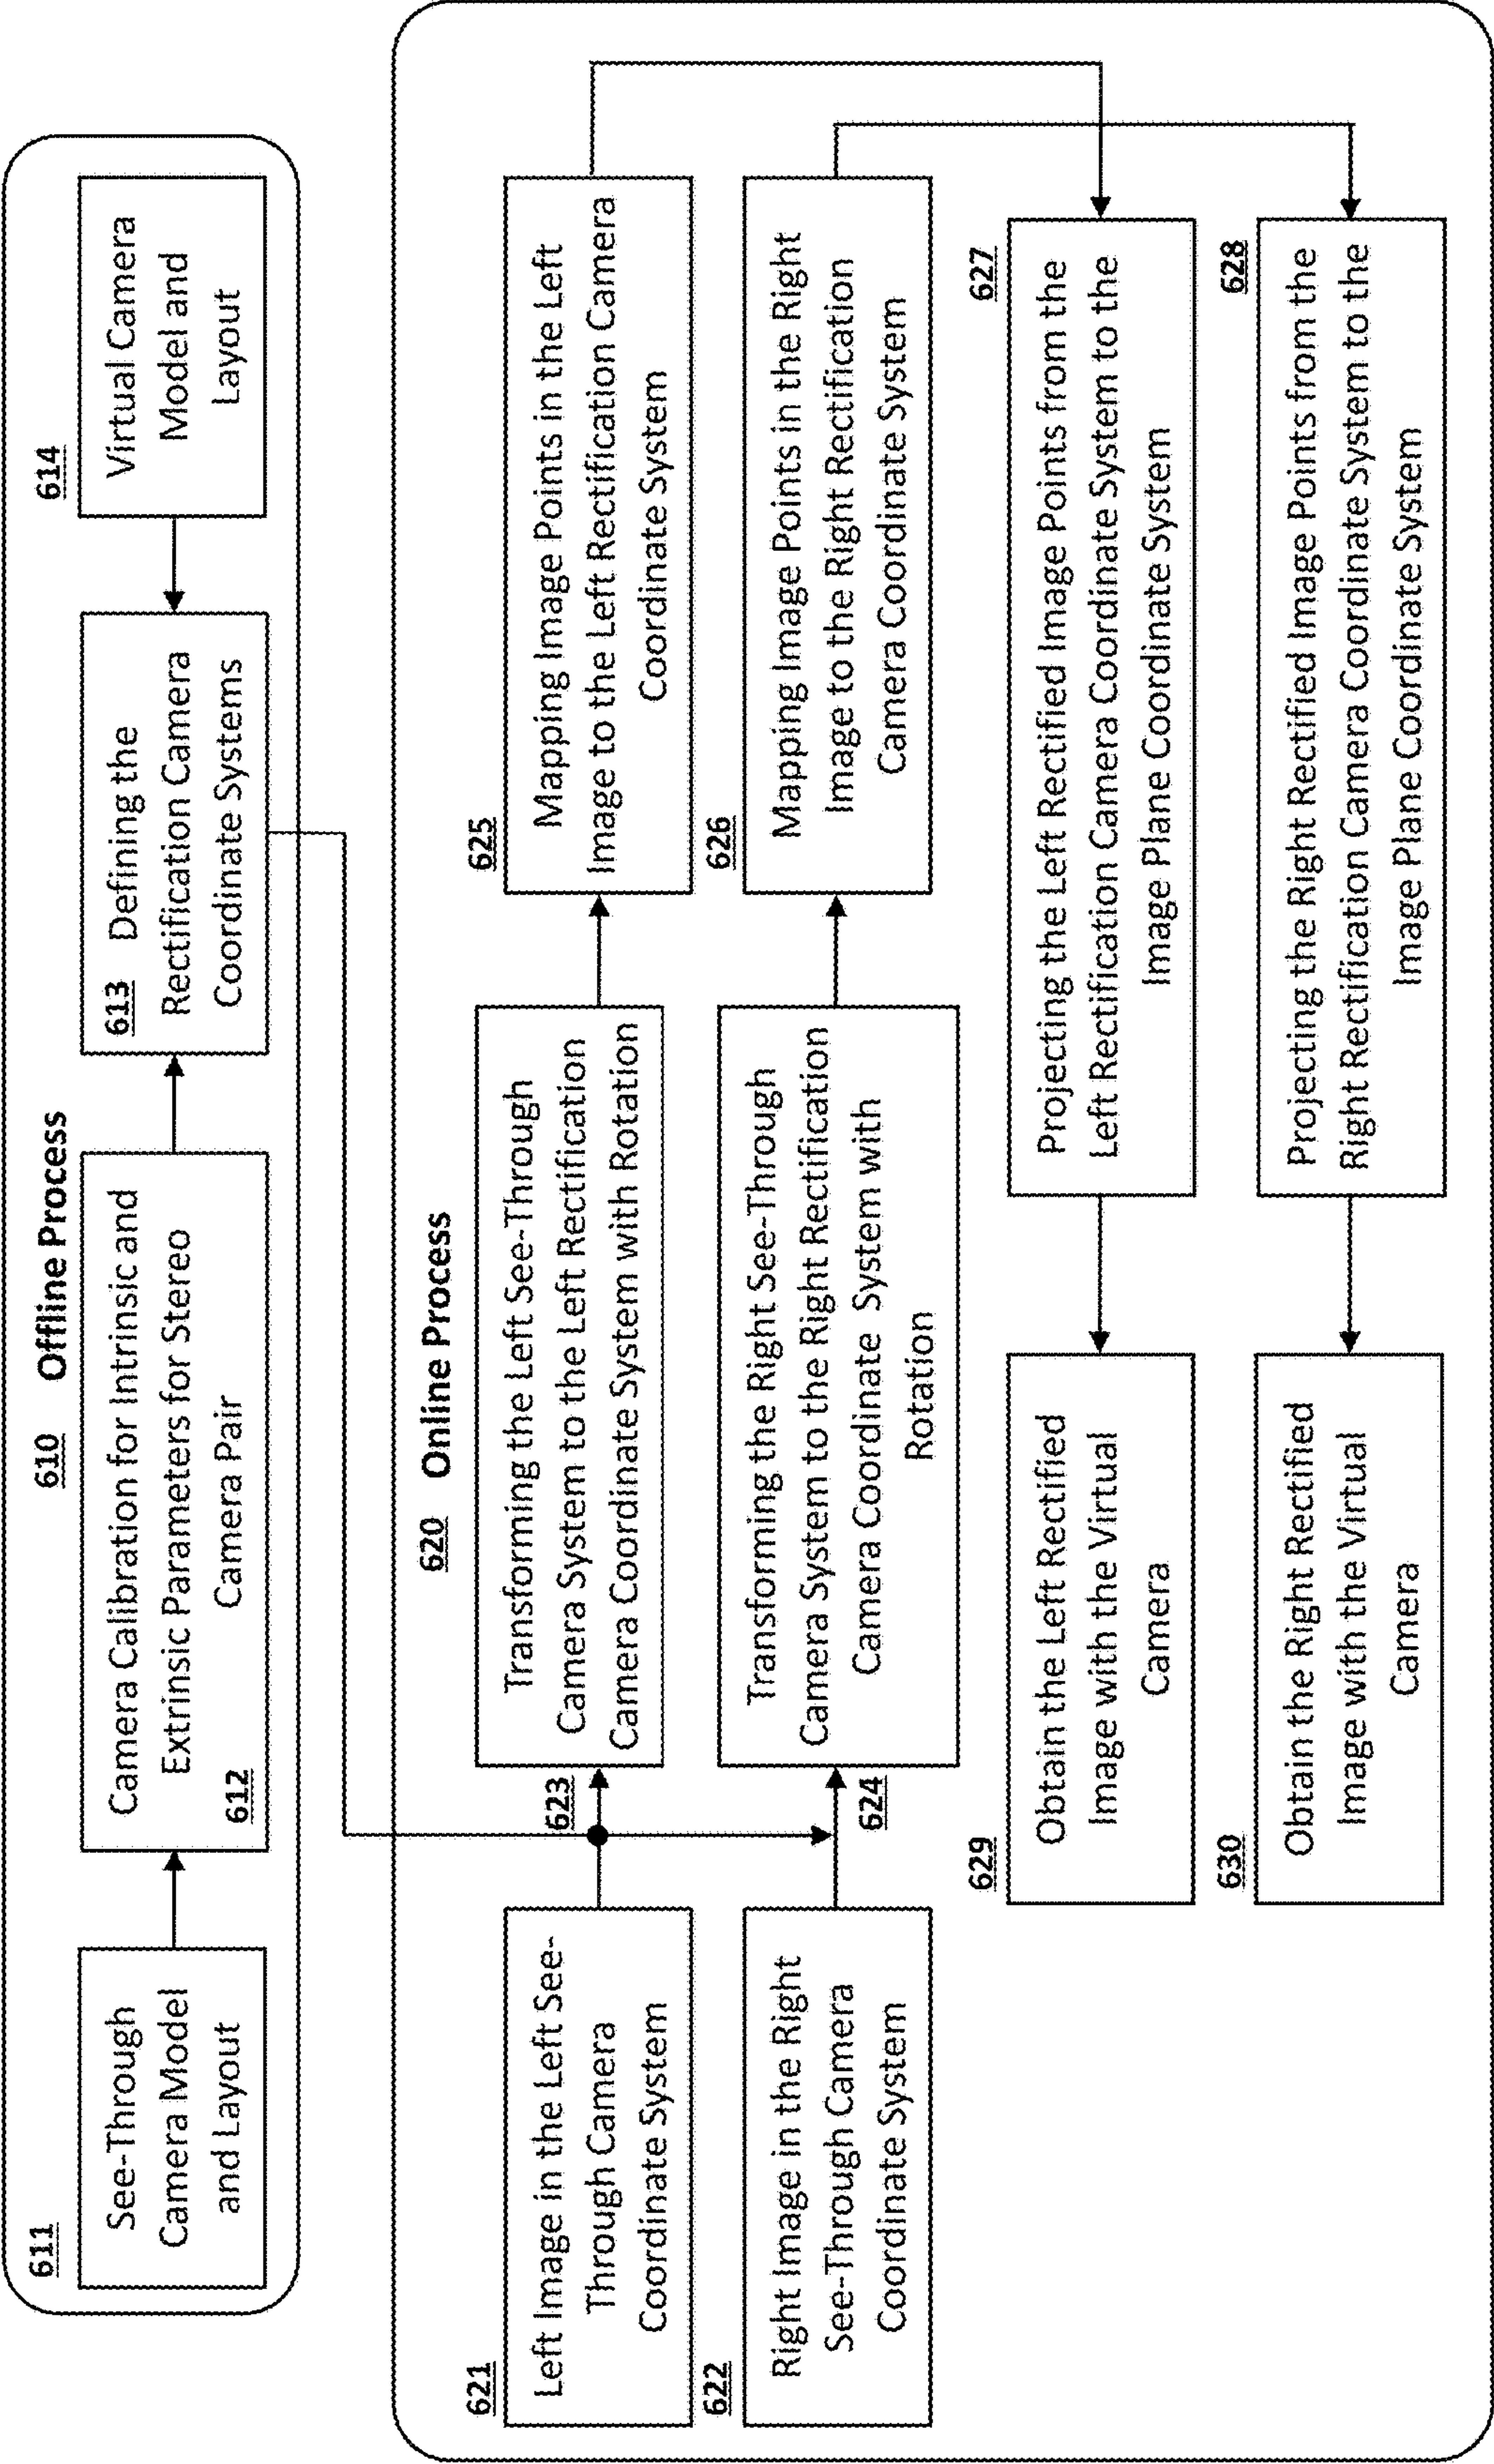 610 Offline Process
611
See-Through
Camera Model
and Layout
Camera Calibration for Intrinsic and
Extrinsic Parameters for Stereo
Camera Pair
612
613 Defining the
Rectification Camera
Coordinate Systems
614
Virtual Camera
Model and
Layout
620 Online Process
621
Left Image in the Left See-
Through Camera
Coordinate System
623
Transforming the Left See-Through
Camera System to the Left Rectification
Camera Coordinate System with Rotation
625
Mapping Image Points in the Left
Image to the Left Rectification Camera
Coordinate System
622
Right Image in the Right
See-Through Camera
Coordinate System
624
Transforming the Right See-Through
Camera System to the Right Rectification
Camera Coordinate System with
Rotation
626
Mapping Image Points in the Right
Image to the Right Rectification
Camera Coordinate System
629
Obtain the Left Rectified
Image with the Virtual
Camera
627
Projecting the Left Rectified Image Points from the
Left Rectification Camera Coordinate System to the
Image Plane Coordinate System
630
Obtain the Right Rectified
Image with the Virtual
Camera
628
Projecting the Right Rectified Image Points from the
Right Rectification Camera Coordinate System to the
Image Plane Coordinate System